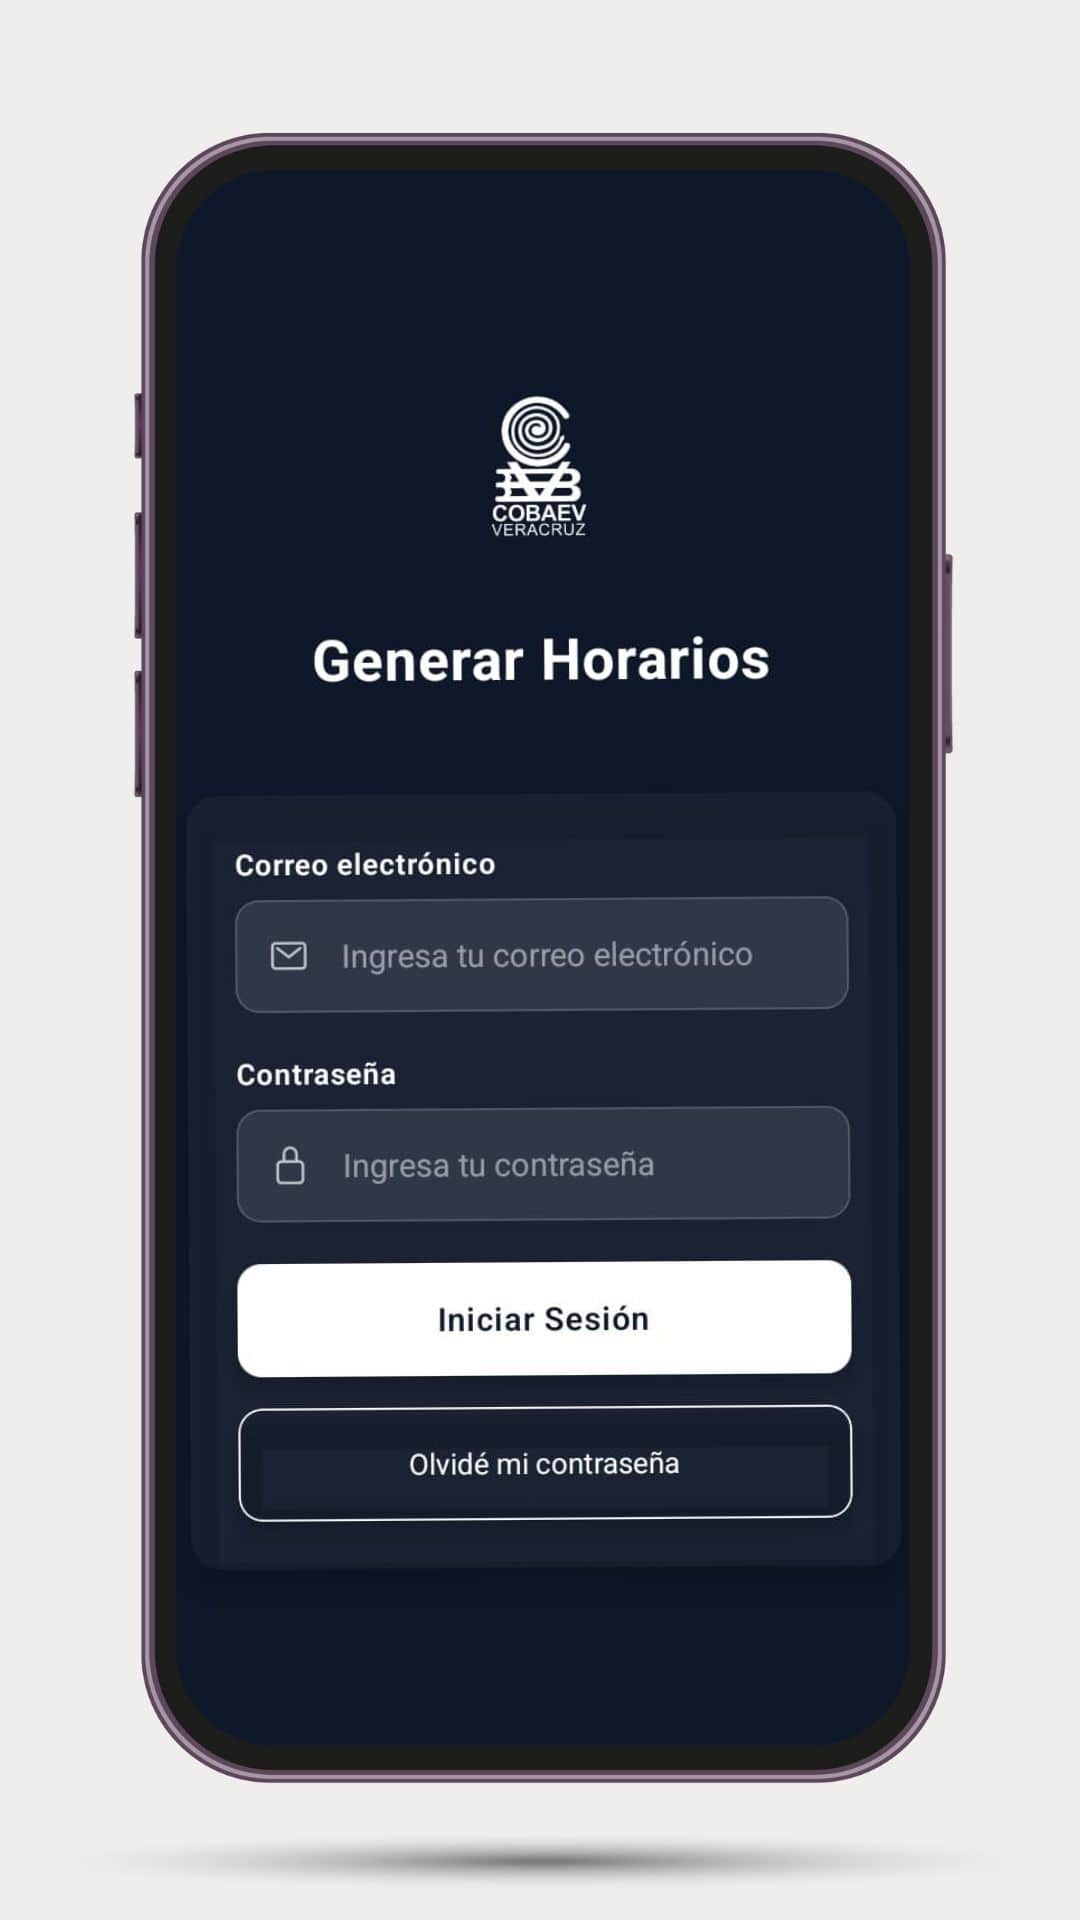 COBAEV
VERACRUZ
Generar Horarios
Correo electrónico
Ingresa tu correo electrónico
Contraseña
Ingresa tu contraseña
Iniciar Sesión
Olvidé mi contraseña